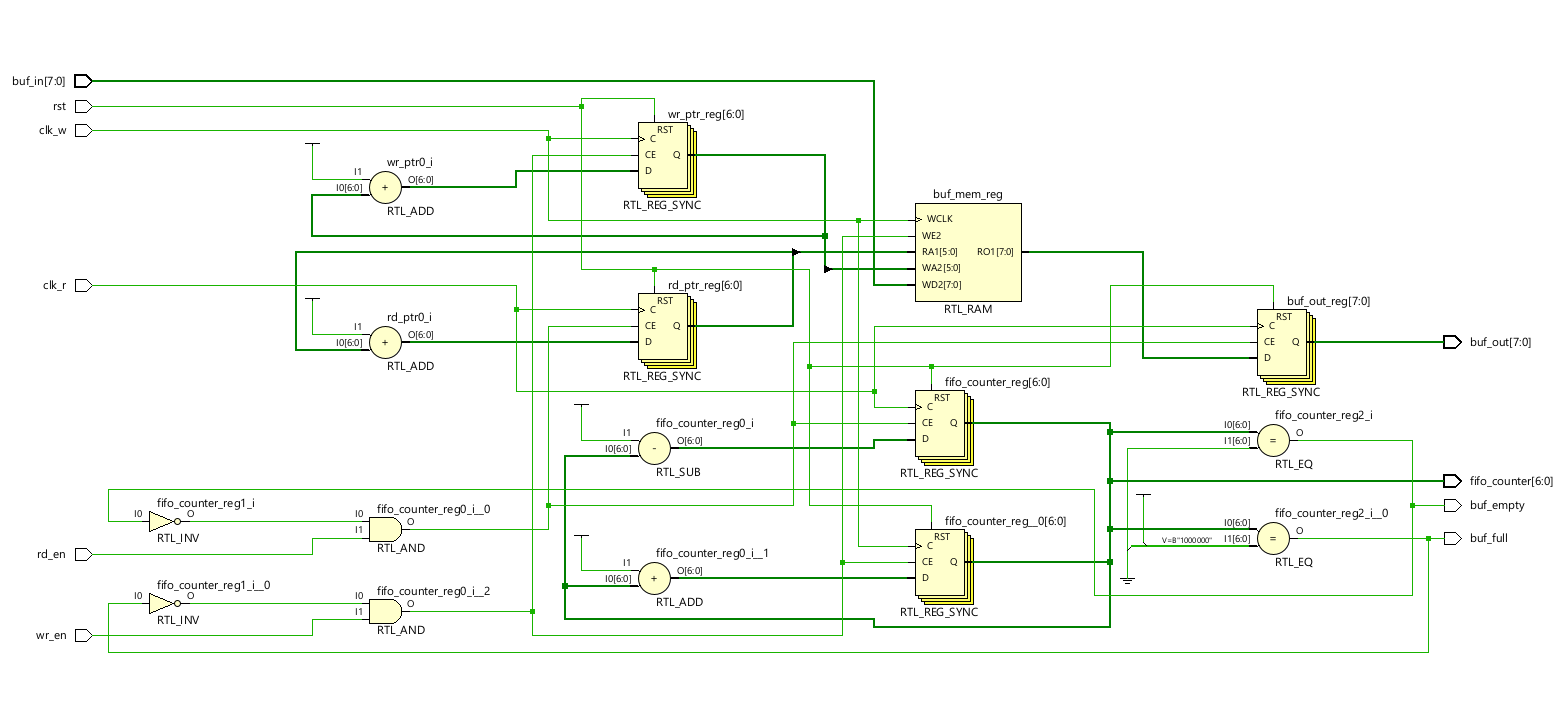 buf_in[7:0]
rst
clk_w
wr_ptr_reg[6:0]
RST
C
CE
Q
D
RTL_REG_SYNC
wr_ptr0_i
I1
O[6:0]
I0[6:0]
+
RTL_ADD
buf_mem_reg
WCLK
WE2
RA1[5:0]
RO1[7:0]
WA2[5:0]
WD2[7:0]
RTL_RAM
clk_r
rd_ptr_reg[6:0]
RST
C
CE
Q
D
RTL_REG_SYNC
rd_ptr0_i
I1
O[6:0]
I0[6:0]
+
RTL_ADD
buf_out_reg[7:0]
RST
C
CE
Q
D
RTL_REG_SYNC
buf_out[7:0]
fifo_counter_reg[6:0]
RST
C
CE
Q
D
RTL_REG_SYNC
fifo_counter_reg0_i
I1
O[6:0]
I0[6:0]
-
RTL_SUB
fifo_counter_reg2_i
I0[6:0]
O
I1[6:0]
=
RTL_EQ
fifo_counter[6:0]
buf_empty
fifo_counter_reg1_i
I0
O
RTL_INV
fifo_counter_reg0_i__0
I0
I1
O
RTL_AND
rd_en
fifo_counter_reg2_i__0
I0[6:0]
O
V=B"1000000"
I1[6:0]
=
RTL_EQ
buf_full
fifo_counter_reg__0[6:0]
RST
C
CE
Q
D
RTL_REG_SYNC
fifo_counter_reg0_i__1
I1
O[6:0]
I0[6:0]
+
RTL_ADD
fifo_counter_reg1_i__0
I0
O
RTL_INV
fifo_counter_reg0_i__2
I0
I1
O
RTL_AND
wr_en